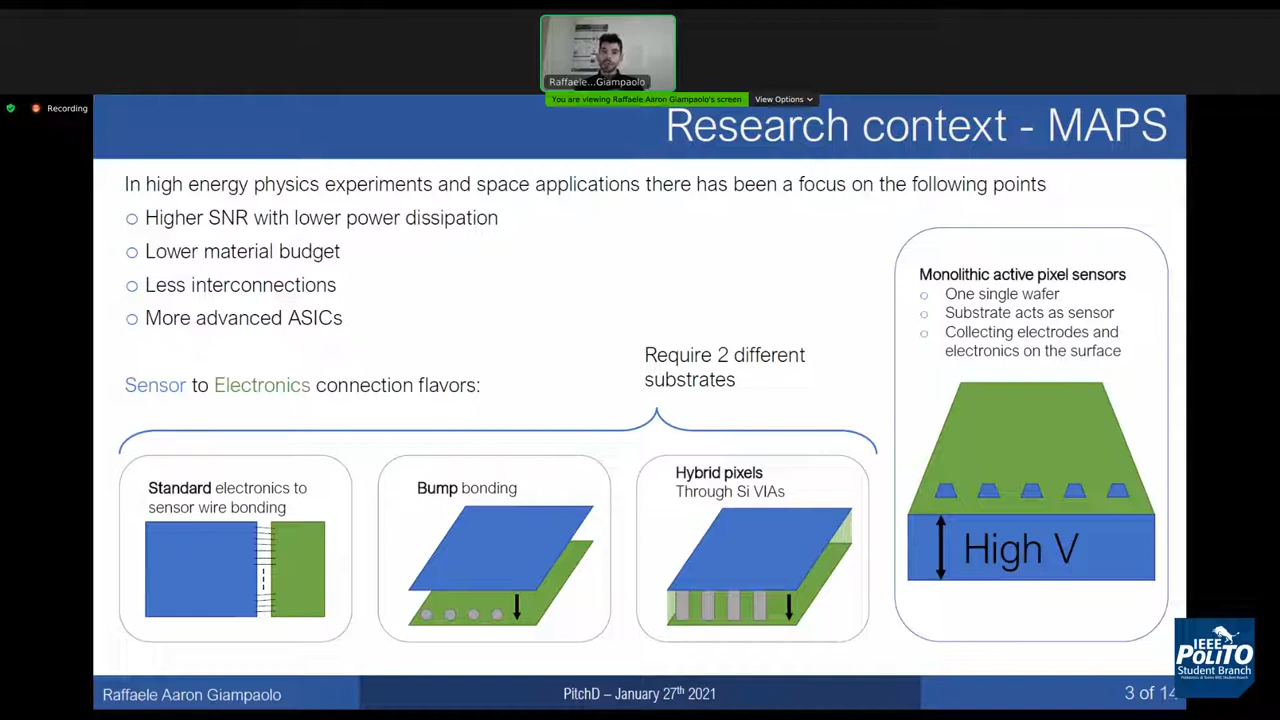 Raffaele...Giampaolo
You are viewing Raffaele Aaron Giampaolo's screen
View Options
Recording
Research context - MAPS
In high energy physics experiments and space applications there has been a focus on the following points
Higher SNR with lower power dissipation
Lower material budget
Less interconnections
More advanced ASICs
Sensor to Electronics connection flavors:
Require 2 different
substrates
Standard electronics to
sensor wire bonding
Bump bonding
Hybrid pixels
Through Si VIAs
Monolithic active pixel sensors
One single wafer
Substrate acts as sensor
Collecting electrodes and
electronics on the surface
High V
IEEE
POLITO
Student Branch
Raffaele Aaron Giampaolo
PitchD – January 27th 2021
3 of 14